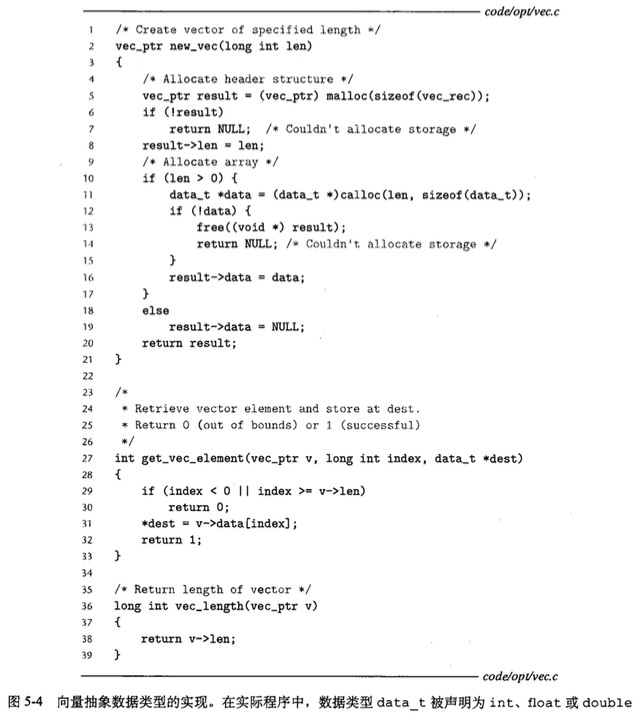 code/opt/vec.c
1 /* Create vector of specified length */
2 vec_ptr new_vec(long int len)
3 {
4     /* Allocate header structure */
5     vec_ptr result = (vec_ptr) malloc(sizeof(vec_rec));
6     if (!result)
7         return NULL;  /* Couldn't allocate storage */
8     result->len = len;
9     /* Allocate array */
10     if (len > 0) {
11         data_t *data = (data_t *)calloc(len, sizeof(data_t));
12         if (!data) {
13             free((void *) result);
14             return NULL; /* Couldn't allocate storage */
15         }
16         result->data = data;
17     }
18     else
19         result->data = NULL;
20     return result;
21 }
22
23 /*
24  * Retrieve vector element and store at dest.
25  * Return 0 (out of bounds) or 1 (successful)
26  */
27 int get_vec_element(vec_ptr v, long int index, data_t *dest)
28 {
29     if (index < 0 || index >= v->len)
30         return 0;
31     *dest = v->data[index];
32     return 1;
33 }
34
35 /* Return length of vector */
36 long int vec_length(vec_ptr v)
37 {
38     return v->len;
39 }
code/opt/vec.c
图 5-4 向量抽象数据类型的实现。在实际程序中，数据类型 data_t 被声明为 int、float 或 double